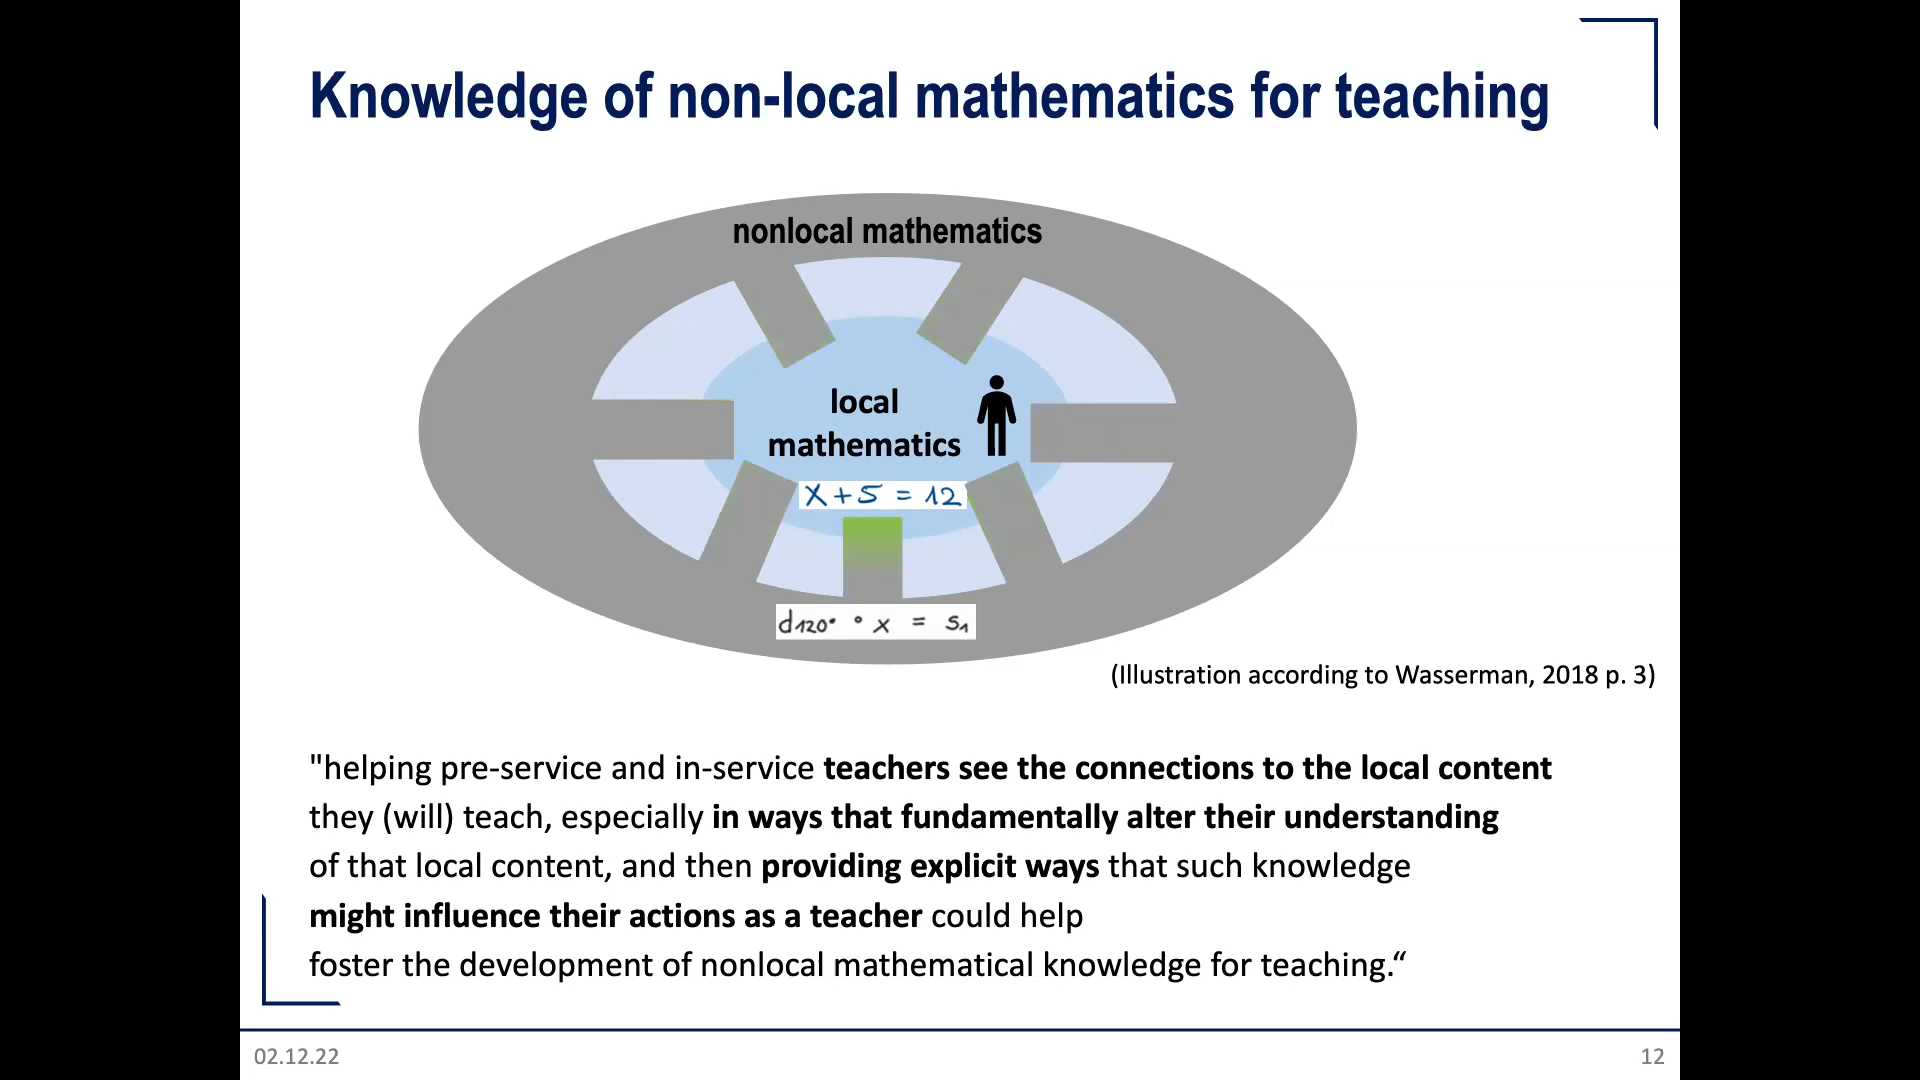 Knowledge of non-local mathematics for teaching
nonlocal mathematics
local
mathematics
x + 5 = 12
d120° ∘ x = s1
(Illustration according to Wasserman, 2018 p. 3)
"helping pre-service and in-service teachers see the connections to the local content
they (will) teach, especially in ways that fundamentally alter their understanding
of that local content, and then providing explicit ways that such knowledge
might influence their actions as a teacher could help
foster the development of nonlocal mathematical knowledge for teaching.“
02.12.22
12